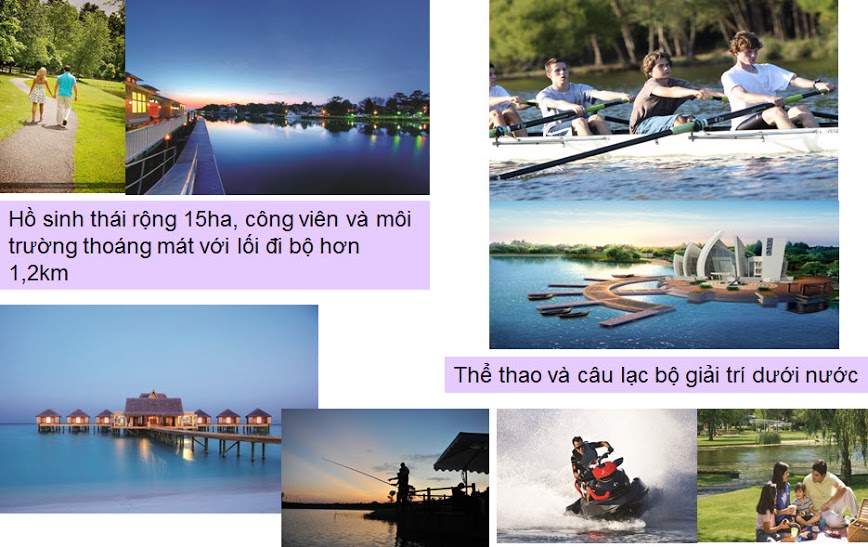 Hồ sinh thái rộng 15ha, công viên và môi
trường thoáng mát với lối đi bộ hơn
1,2km
Thể thao và câu lạc bộ giải trí dưới nước